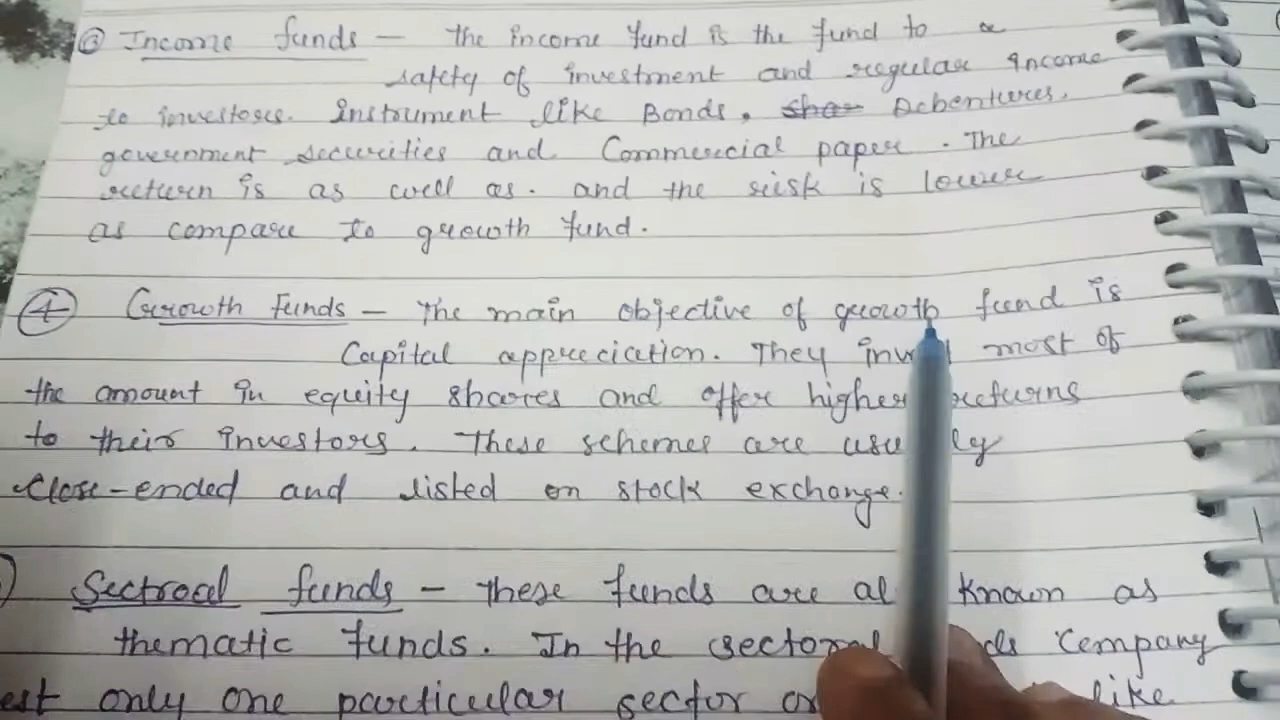 Income funds – the income fund is the fund to
safety of investment and regular income
to investors. Instrument like Bonds, Debentures.
government securities and Commercial paper. The
return is as well as. and the risk is lower
as compare to growth fund.
④ Growth Funds – The main objective of growth fund is
Capital appreciation. They most of
the amount in equity shares and offer higher returns
to their investors. These schemes are
Close-ended and listed on stock exchange.
Sectroal funds – these funds are known as
thematic funds. In the Company
only one particular sector like